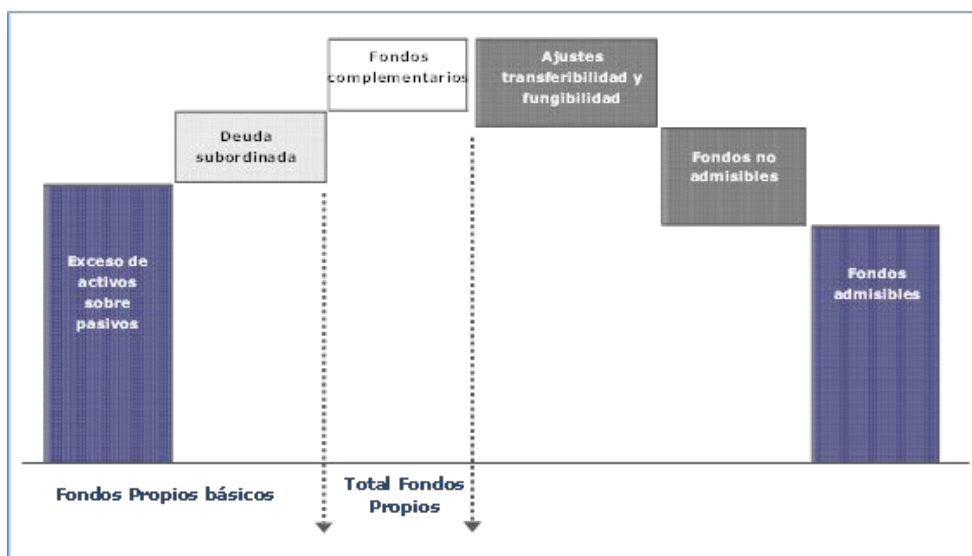 Fondos
complementarios
Ajustes
transferibilidad y
fungibilidad
Deuda
subordinada
Fondos no
admisibles
Exceso de
activos
sobre
pasivos
Fondos
admisibles
Fondos Propios básicos
Total Fondos
Propios